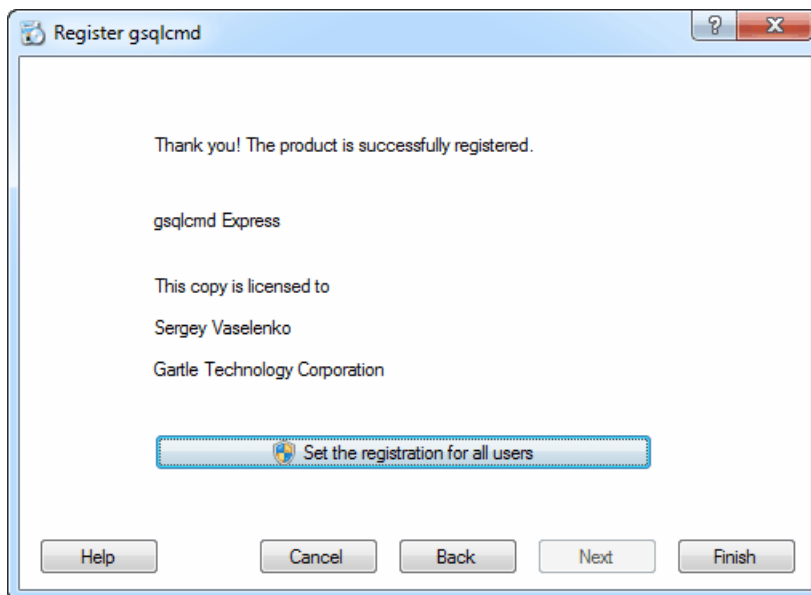 Register gsqlcmd
Thank you! The product is successfully registered.
gsqlcmd Express
This copy is licensed to
Sergey Vaselenko
Gartle Technology Corporation
Set the registration for all users
Help Cancel Back Next Finish